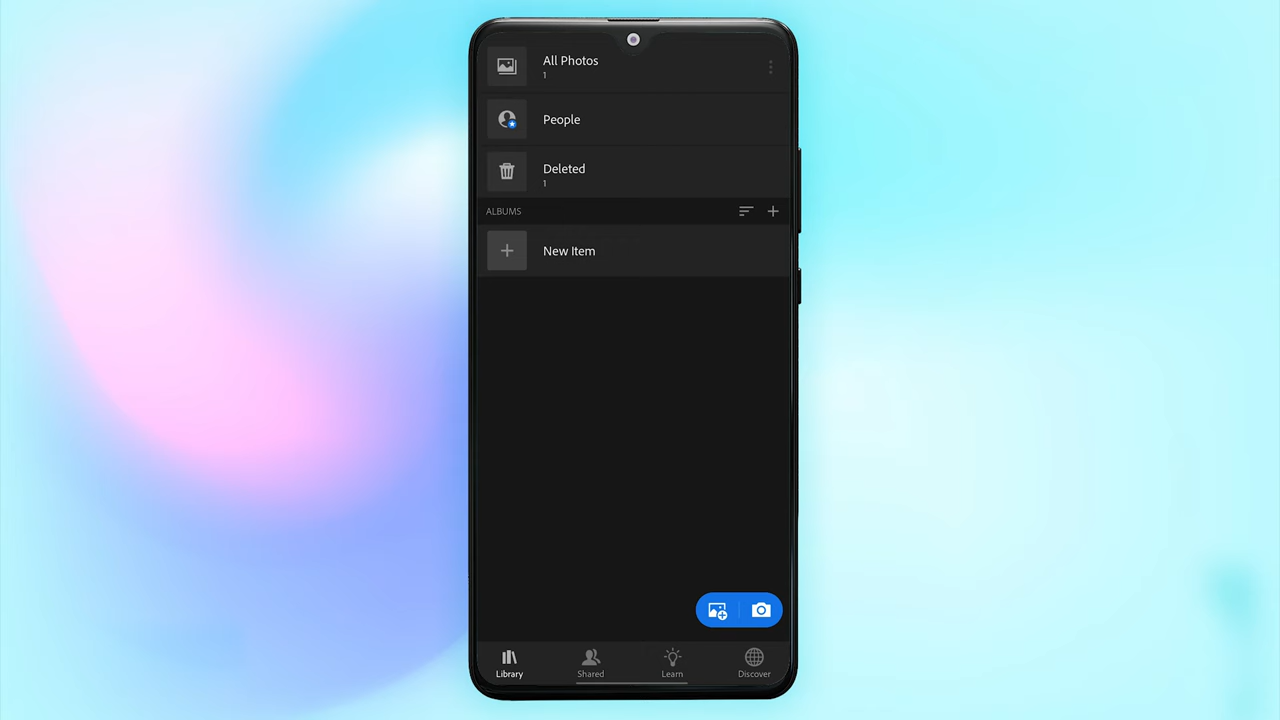 All Photos
1
People
Deleted
1
ALBUMS
New Item
Library
Shared
Learn
Discover